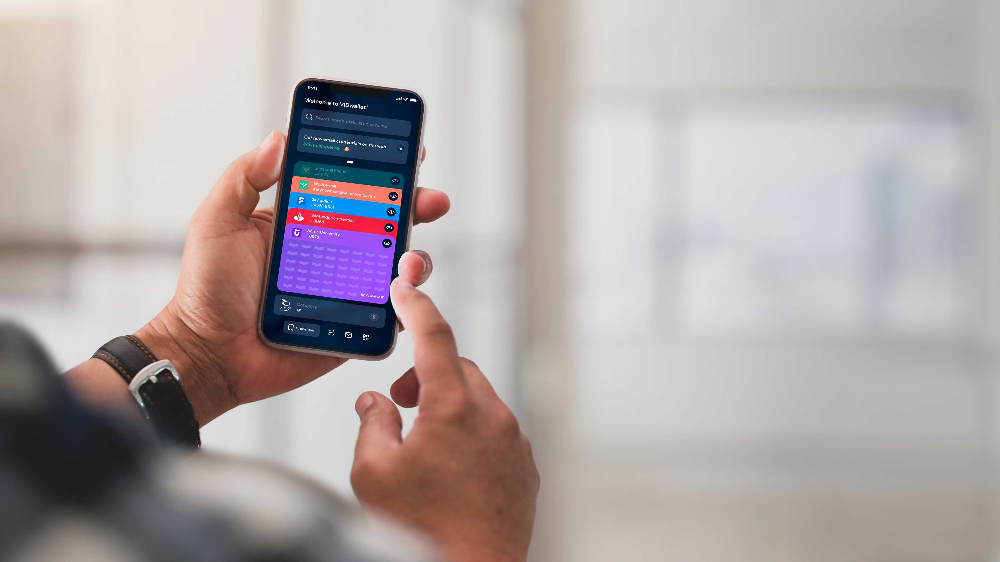 9:41
Welcome to VIDwallet!
Search credentials, grup or name
Get new email credentials on the web
3/5 is completed
Personal Phone
...89 58
Work email
garynewman@validatedid.com
Sky airline
...4578 9631
Santander credentials
...3068
Acme University
...6978
by Validated ID
Category
All
9
Credential